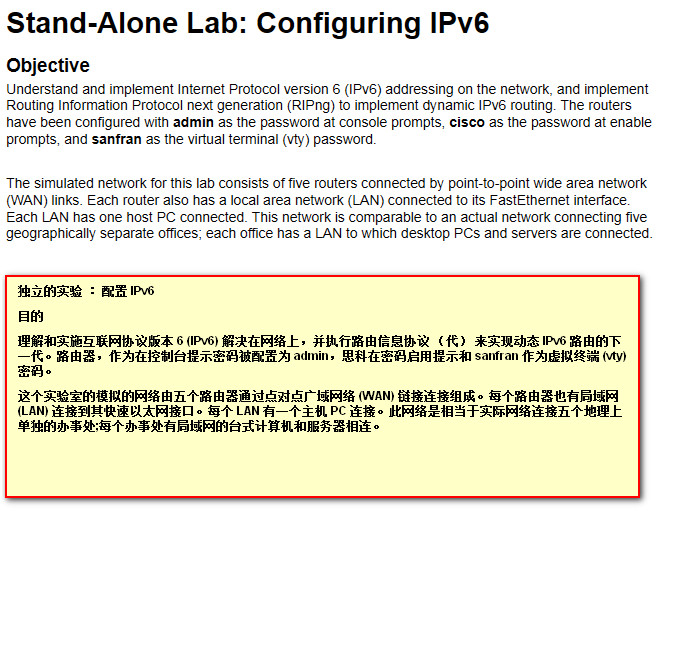 Stand-Alone Lab: Configuring IPv6
Objective
Understand and implement Internet Protocol version 6 (IPv6) addressing on the network, and implement
Routing Information Protocol next generation (RIPng) to implement dynamic IPv6 routing. The routers
have been configured with admin as the password at console prompts, cisco as the password at enable
prompts, and sanfran as the virtual terminal (vty) password.
The simulated network for this lab consists of five routers connected by point-to-point wide area network
(WAN) links. Each router also has a local area network (LAN) connected to its FastEthernet interface.
Each LAN has one host PC connected. This network is comparable to an actual network connecting five
geographically separate offices; each office has a LAN to which desktop PCs and servers are connected.
独立的实验 ： 配置 IPv6
目的
理解和实施互联网协议版本 6 (IPv6) 解决在网络上，并执行路由信息协议 （代） 来实现动态 IPv6 路由的下
一代。路由器，作为在控制台提示密码被配置为 admin，思科在密码启用提示和 sanfran 作为虚拟终端 (vty)
密码。
这个实验室的模拟的网络由五个路由器通过点对点广域网络 (WAN) 链接连接组成。每个路由器也有局域网
(LAN) 连接到其快速以太网接口。每个 LAN 有一个主机 PC 连接。此网络是相当于实际网络连接五个地理上
单独的办事处;每个办事处有局域网的台式计算机和服务器相连。